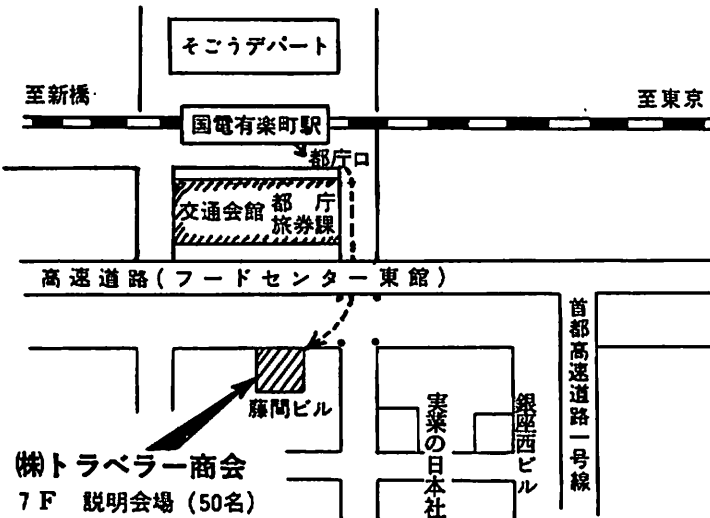 そごうデパート
至新橋
至東京
国電有楽町駅
都庁口
交通会館
都庁
旅券課
高速道路(フードセンター東館)
首都高速道路一号線
藤間ビル
実業の日本社
銀座西ビル
㈱トラベラー商会
7F 説明会場(50名)